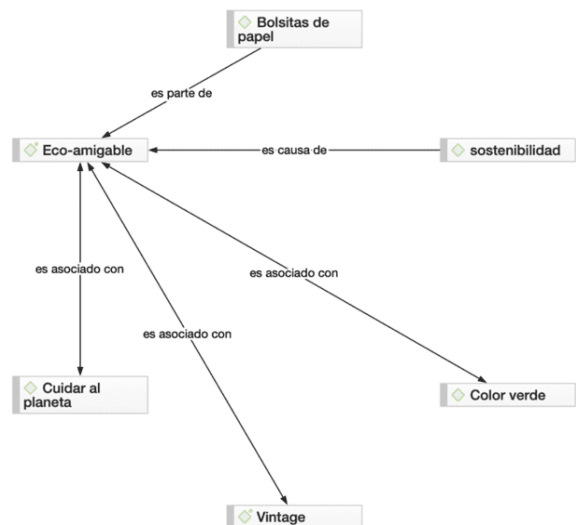 Bolsitas de
papel
es parte de
Eco-amigable
es causa de
sostenibilidad
es asociado con
es asociado con
es asociado con
Cuidar al
planeta
Color verde
Vintage